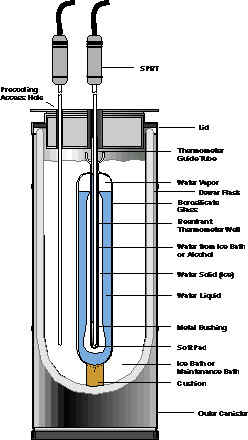 SPRT
Precooling
Access Hole
Lid
Thermometer
Guide Tube
Water Vapor
Dewar Flask
Borosilicate
Glass
Reentrant
Thermometer Well
Water from Ice Bath
or Alcohol
Water Solid (Ice)
Water Liquid
Metal Bushing
Soft Pad
Ice Bath or
Maintenance Bath
Cushion
Outer Canister